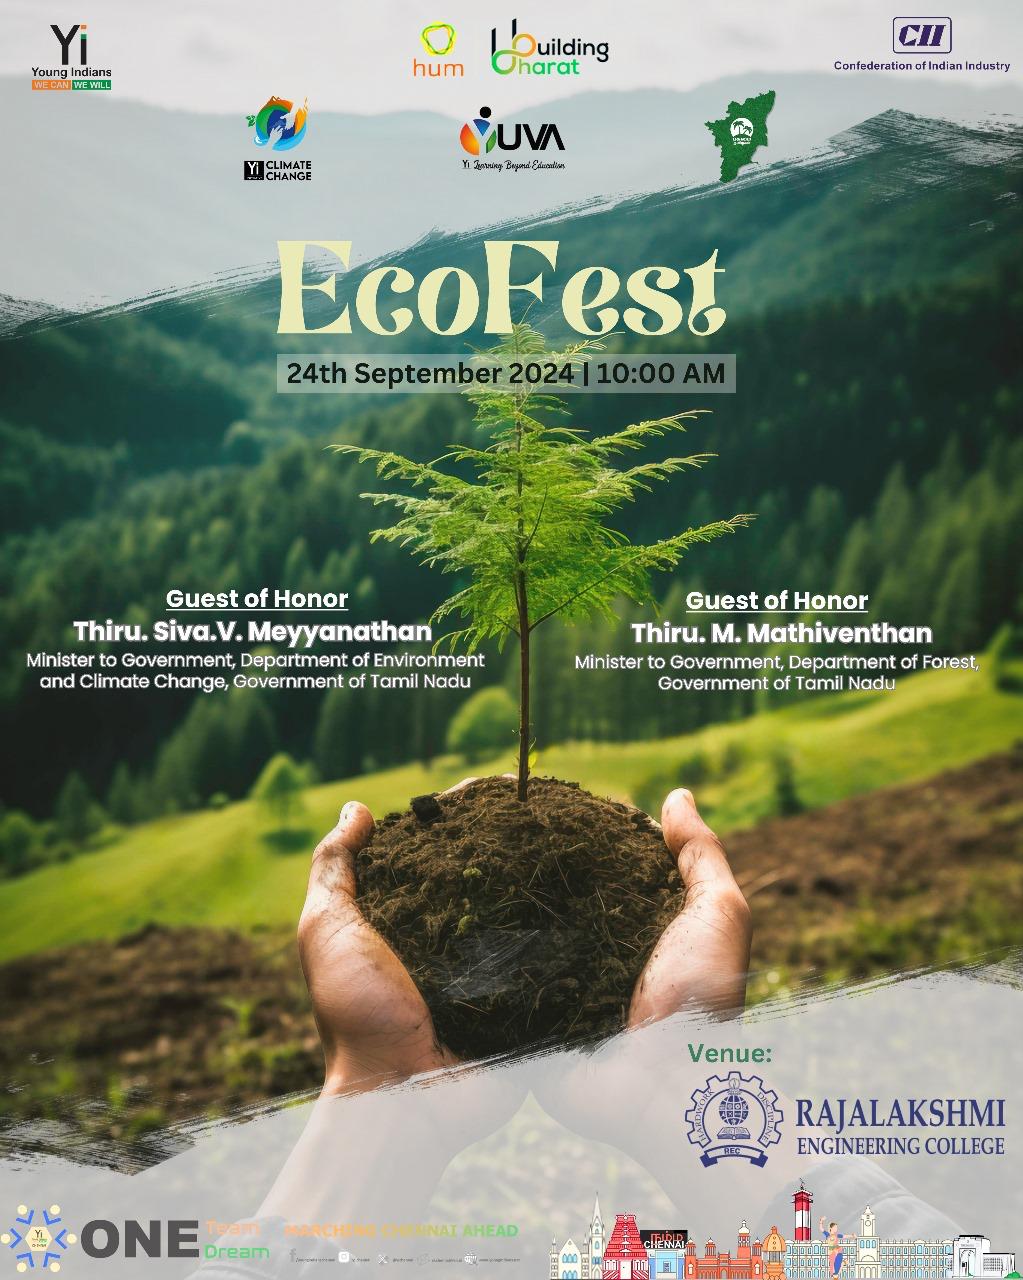 Yi
Young Indians
WE CAN WE WILL
hum
building
bharat
CII
Confederation of Indian Industry
Yi CLIMATE
CHANGE
YUVA
Yi Learning Beyond Education
EcoFest
24th September 2024 | 10:00 AM
Guest of Honor
Thiru. Siva.V. Meyyanathan
Minister to Government, Department of Environment
and Climate Change, Government of Tamil Nadu
Guest of Honor
Thiru. M. Mathiventhan
Minister to Government, Department of Forest,
Government of Tamil Nadu
Venue:
HARDWORK DISCIPLINE
REC
RAJALAKSHMI
ENGINEERING COLLEGE
Yi
ONE Team
Dream
MARCHING CHENNAI AHEAD
CHENNAI